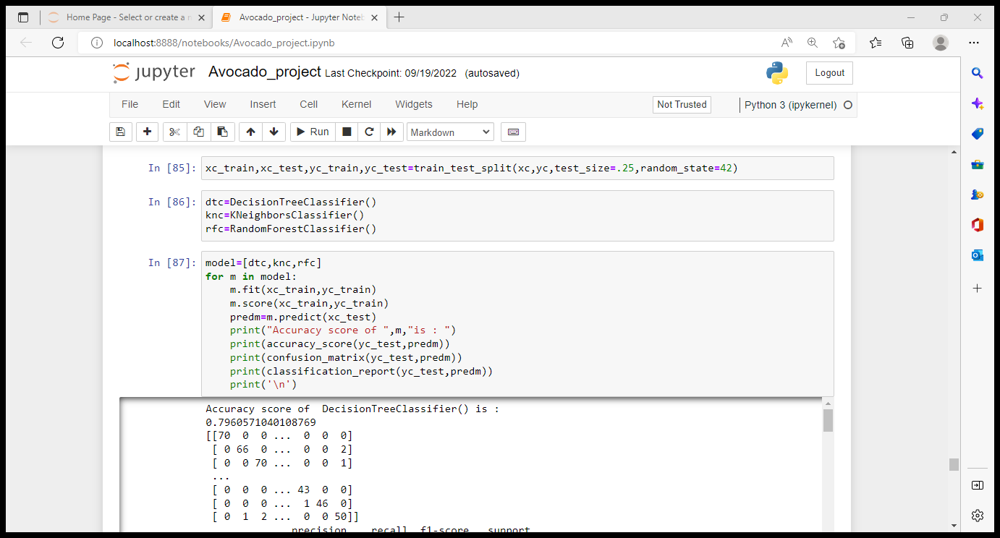 Home Page - Select or create a n
Avocado_project - Jupyter Noteb
localhost:8888/notebooks/Avocado_project.ipynb
jupyter Avocado_project Last Checkpoint: 09/19/2022 (autosaved)
Logout
File Edit View Insert Cell Kernel Widgets Help
Not Trusted
Python 3 (ipykernel)
Run
Markdown
In [85]: xc_train,xc_test,yc_train,yc_test=train_test_split(xc,yc,test_size=.25,random_state=42)
In [86]: dtc=DecisionTreeClassifier()
knc=KNeighborsClassifier()
rfc=RandomForestClassifier()
In [87]: model=[dtc,knc,rfc]
for m in model:
    m.fit(xc_train,yc_train)
    m.score(xc_train,yc_train)
    predm=m.predict(xc_test)
    print("Accuracy score of ",m,"is : ")
    print(accuracy_score(yc_test,predm))
    print(confusion_matrix(yc_test,predm))
    print(classification_report(yc_test,predm))
    print('\n')
Accuracy score of  DecisionTreeClassifier() is :
0.7960571040108769
[[70  0  0 ...  0  0  0]
 [ 0 66  0 ...  0  0  2]
 [ 0  0 70 ...  0  0  1]
 ...
 [ 0  0  0 ... 43  0  0]
 [ 0  0  0 ...  1 46  0]
 [ 0  1  2 ...  0  0 50]]
precision    recall  f1-score   support